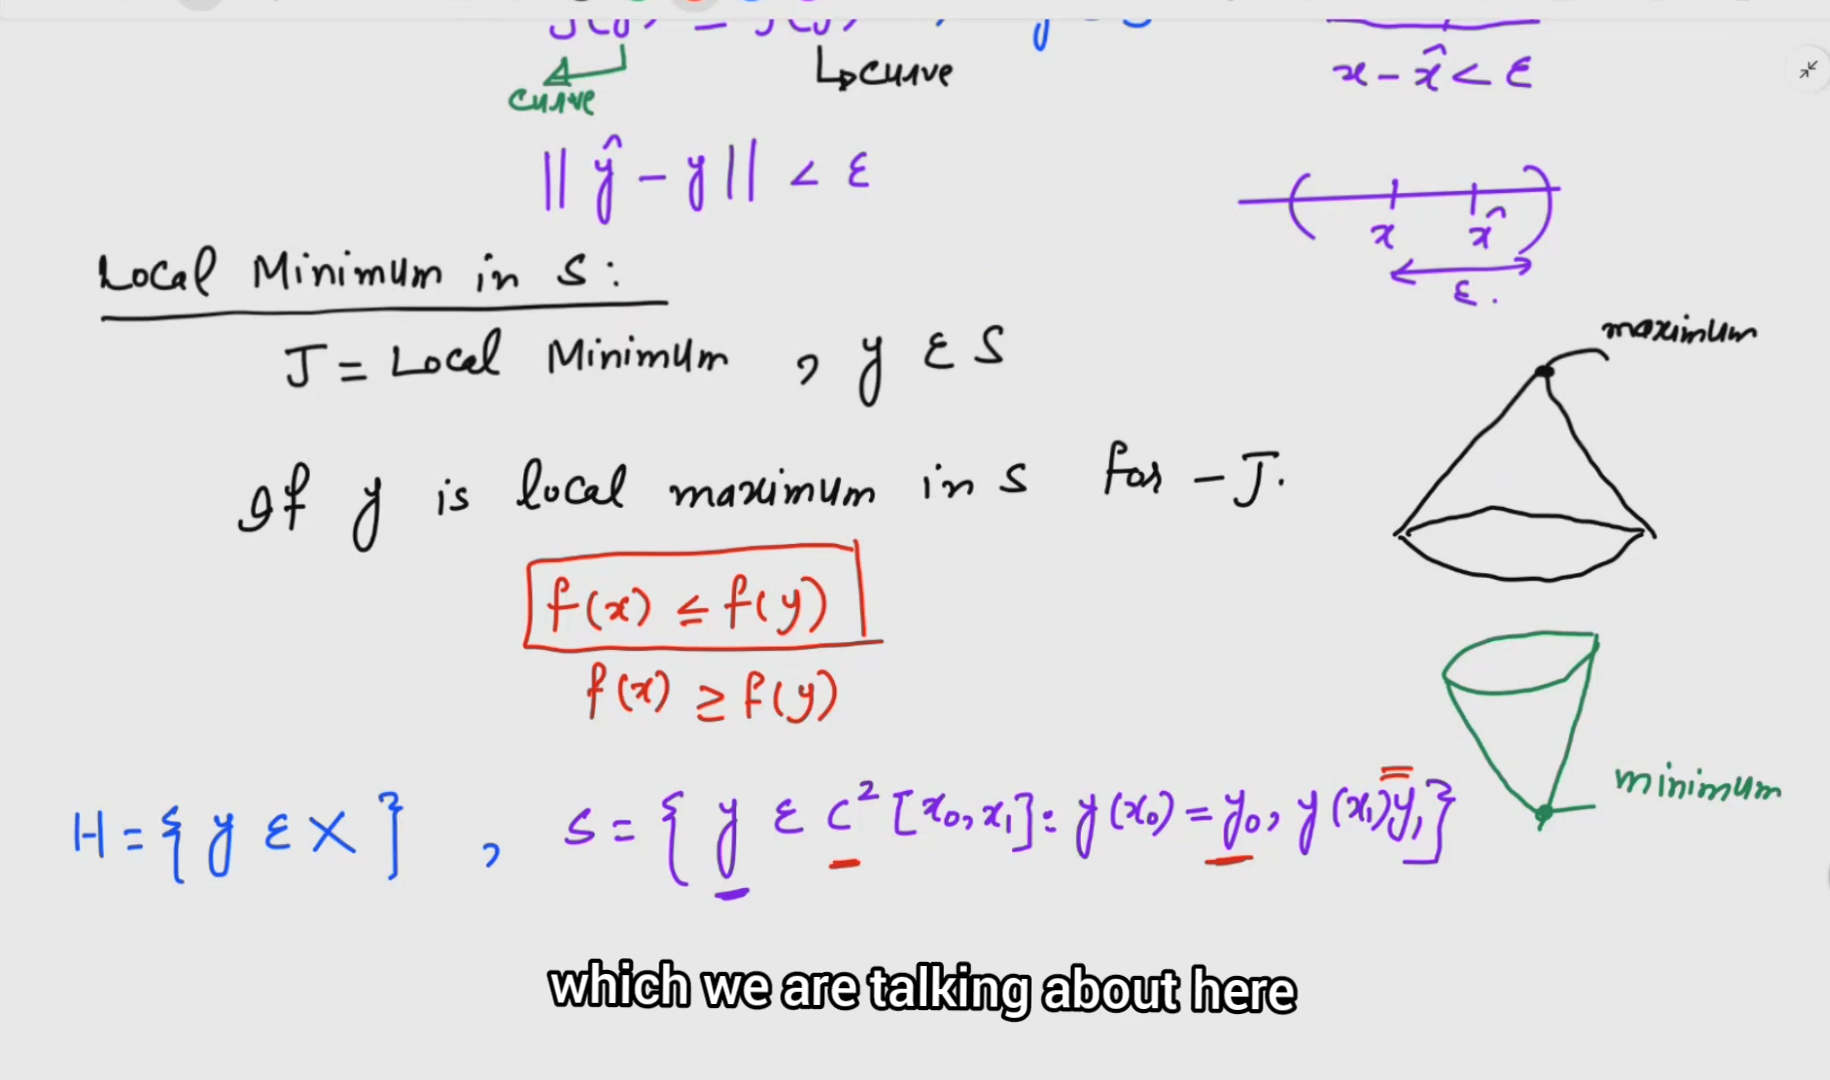 curve
curve
x - x̂ < ε
|| ŷ - y || < ε
x x̂
ε.
Local Minimum in S:
J = Local Minimum , y ε S
maximum
If y is local maximum in S for -J.
f(x) ≤ f(y)
f(x) ≥ f(y)
minimum
H = { y ε X } , S = { y ε C² [x₀, x₁] : y(x₀) = y₀, y(x₁) y₁ }
which we are talking about here